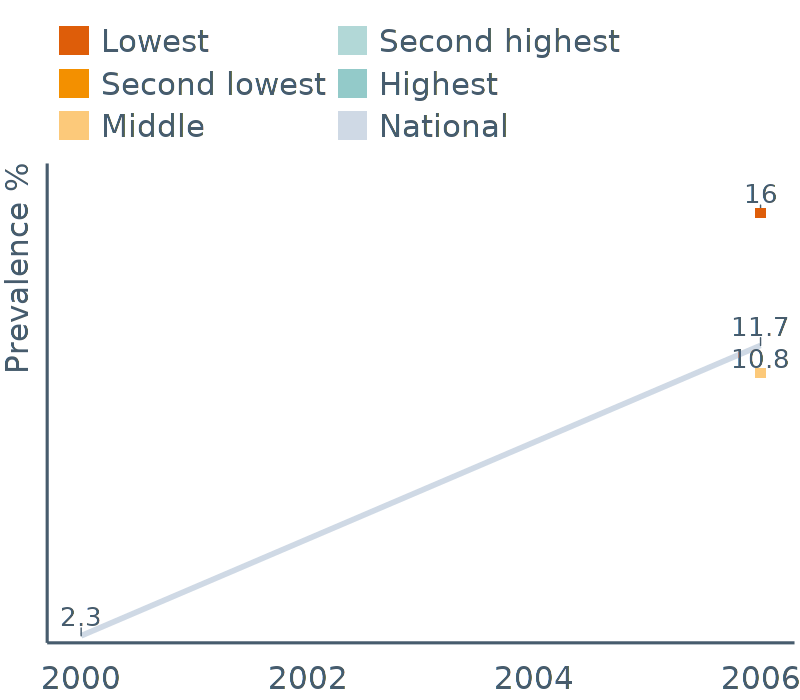 Lowest
Second lowest
Middle
Second highest
Highest
National
Prevalence %
16
11.7
10.8
2.3
2000 2002 2004 2006